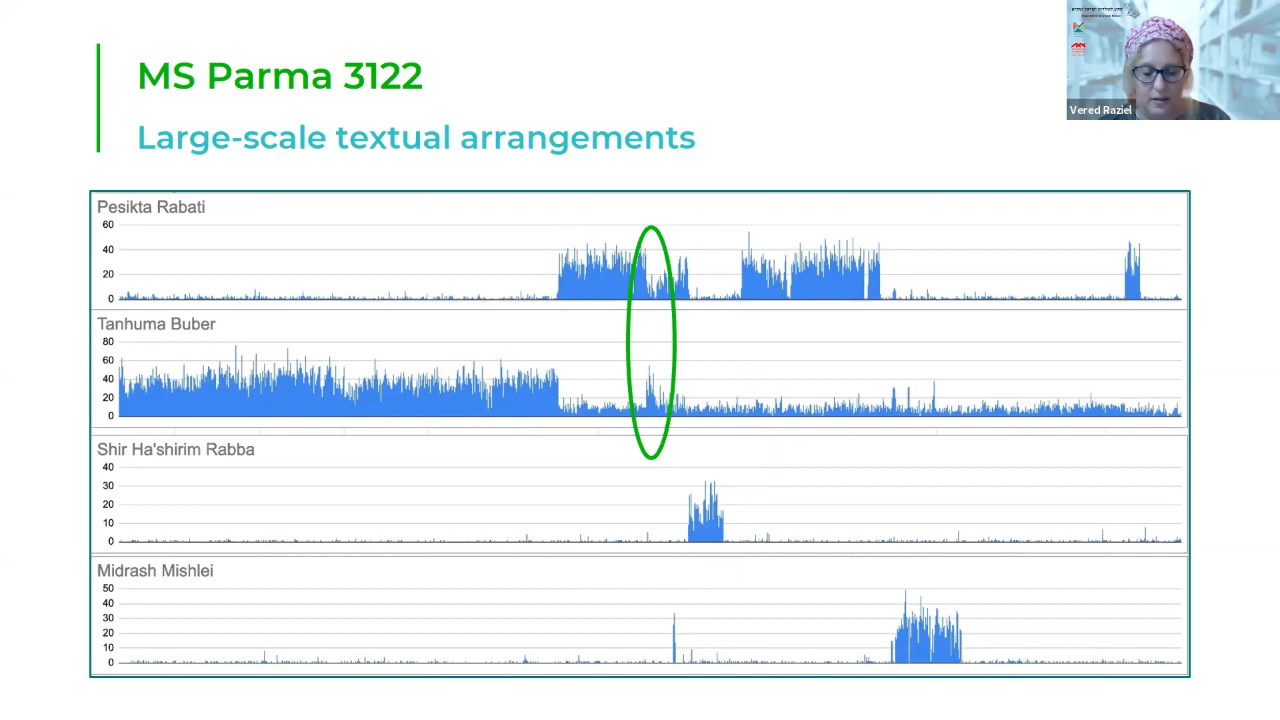 MS Parma 3122
Large-scale textual arrangements
Vered Raziel
Pesikta Rabati
60
40
20
0
Tanhuma Buber
80
60
40
20
0
Shir Ha'shirim Rabba
40
30
20
10
0
Midrash Mishlei
50
40
30
20
10
0